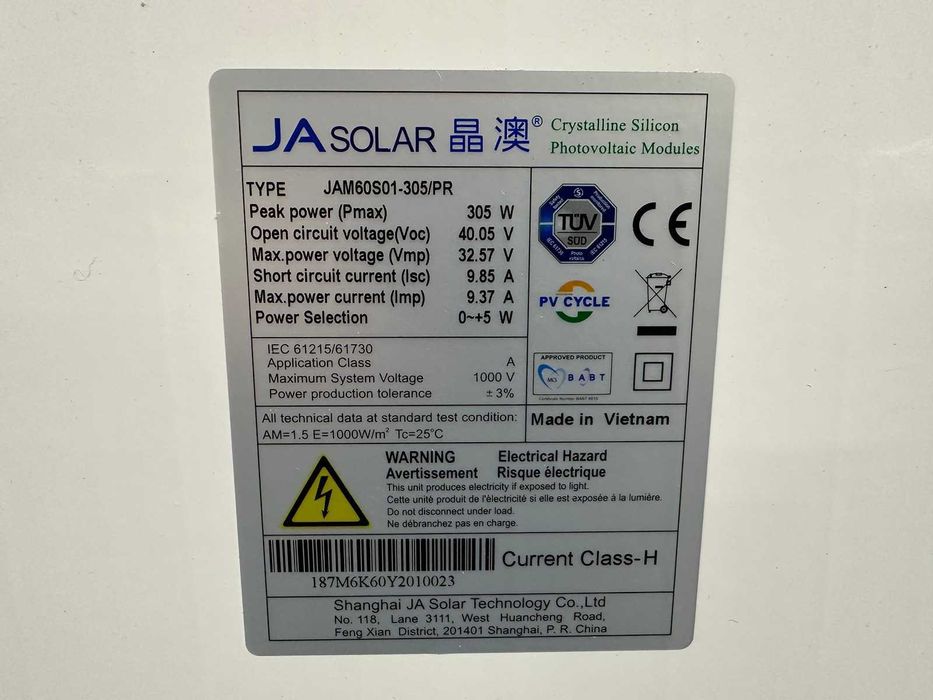 JA SOLAR 晶澳® Crystalline Silicon
Photovoltaic Modules
TYPE JAM60S01-305/PR
Peak power (Pmax) 305 W
Open circuit voltage(Voc) 40.05 V
Max.power voltage (Vmp) 32.57 V
Short circuit current (Isc) 9.85 A
Max.power current (Imp) 9.37 A
Power Selection 0~+5 W
TÜV
SÜD
CE
PV CYCLE
IEC 61215/61730
Application Class A
Maximum System Voltage 1000 V
Power production tolerance ±3%
APPROVED PRODUCT
MCS BABT
All technical data at standard test condition:
AM=1.5 E=1000W/m² Tc=25°C
Made in Vietnam
WARNING Electrical Hazard
Avertissement Risque électrique
This unit produces electricity if exposed to light.
Cette unité produit de l'électricité si elle est exposée à la lumière.
Do not disconnect under load.
Ne débranchez pas en charge.
187M6K60Y2010023
Current Class-H
Shanghai JA Solar Technology Co.,Ltd
No. 118, Lane 3111, West Huancheng Road,
Feng Xian District, 201401 Shanghai, P. R. China